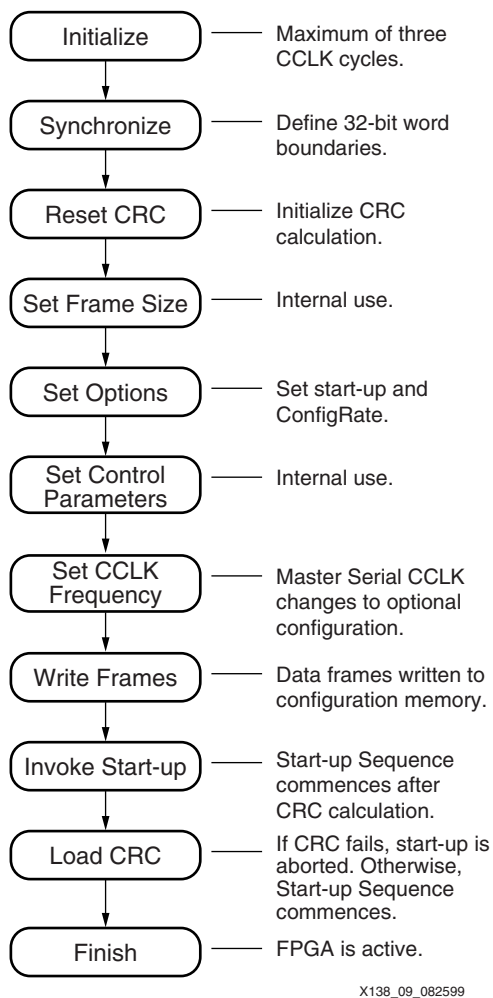 Initialize
Maximum of three
CCLK cycles.
Synchronize
Define 32-bit word
boundaries.
Reset CRC
Initialize CRC
calculation.
Set Frame Size
Internal use.
Set Options
Set start-up and
ConfigRate.
Set Control
Parameters
Internal use.
Set CCLK
Frequency
Master Serial CCLK
changes to optional
configuration.
Write Frames
Data frames written to
configuration memory.
Invoke Start-up
Start-up Sequence
commences after
CRC calculation.
Load CRC
If CRC fails, start-up is
aborted. Otherwise,
Start-up Sequence
commences.
Finish
FPGA is active.
X138_09_082599